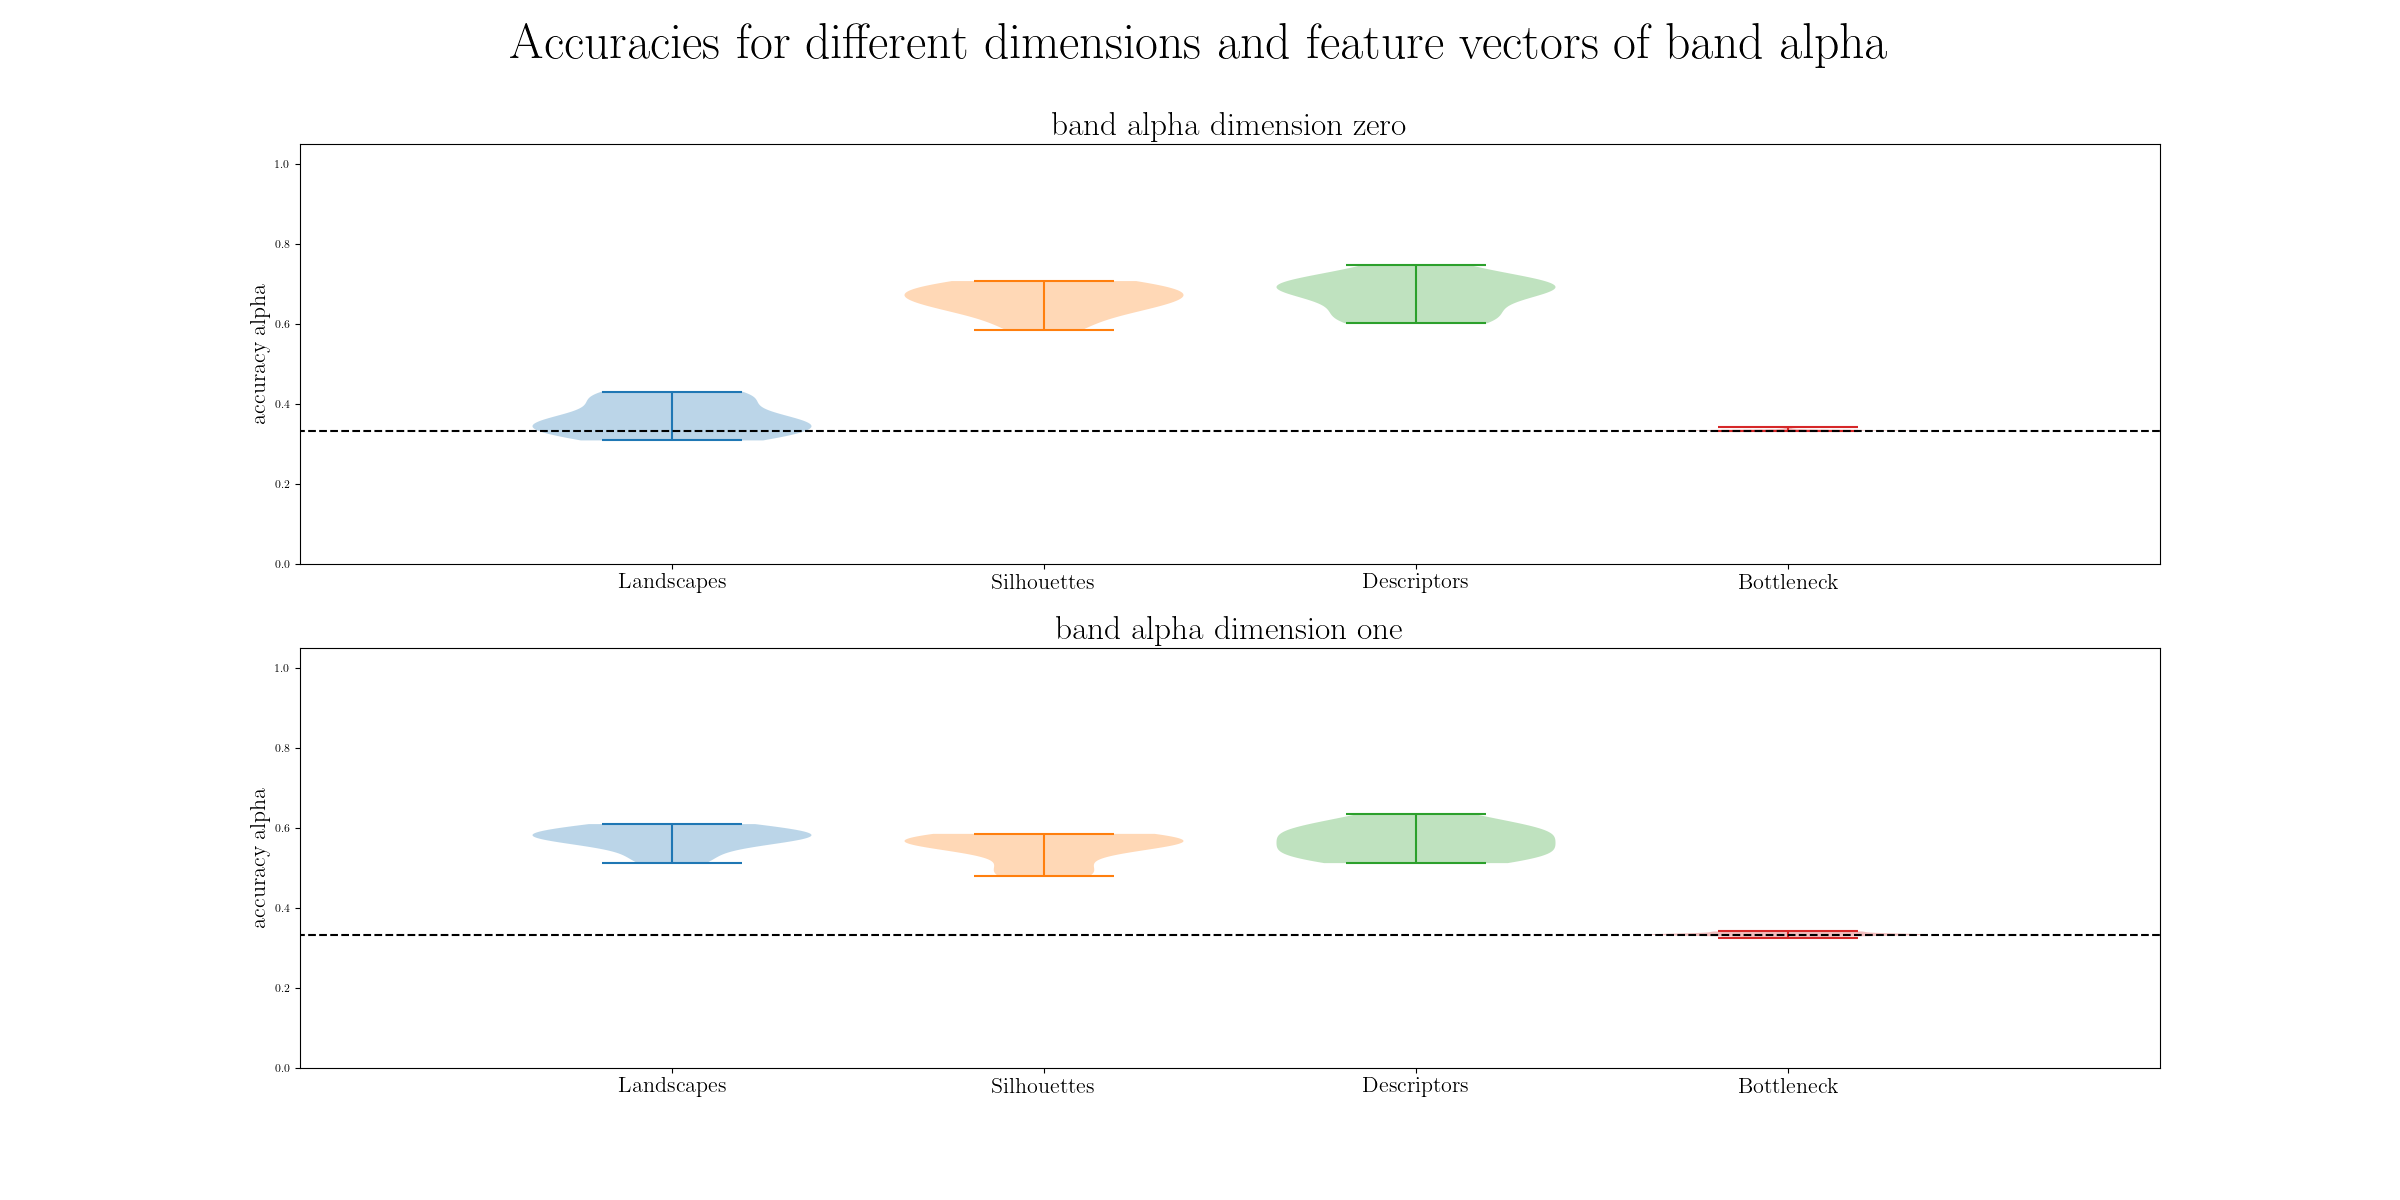 Accuracies for different dimensions and feature vectors of band alpha
band alpha dimension zero
1.0
0.8
0.6
0.4
0.2
0.0
accuracy alpha
Landscapes Silhouettes Descriptors Bottleneck
band alpha dimension one
1.0
0.8
0.6
0.4
0.2
0.0
accuracy alpha
Landscapes Silhouettes Descriptors Bottleneck